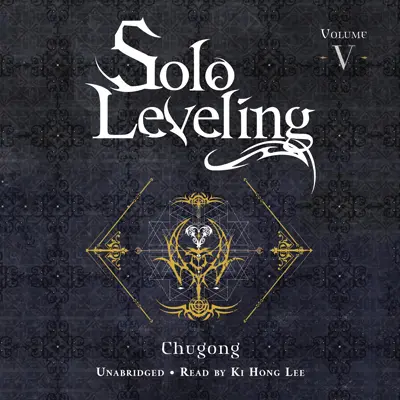 Solo
Leveling
Volume
V
Chugong
Unabridged • Read by Ki Hong Lee